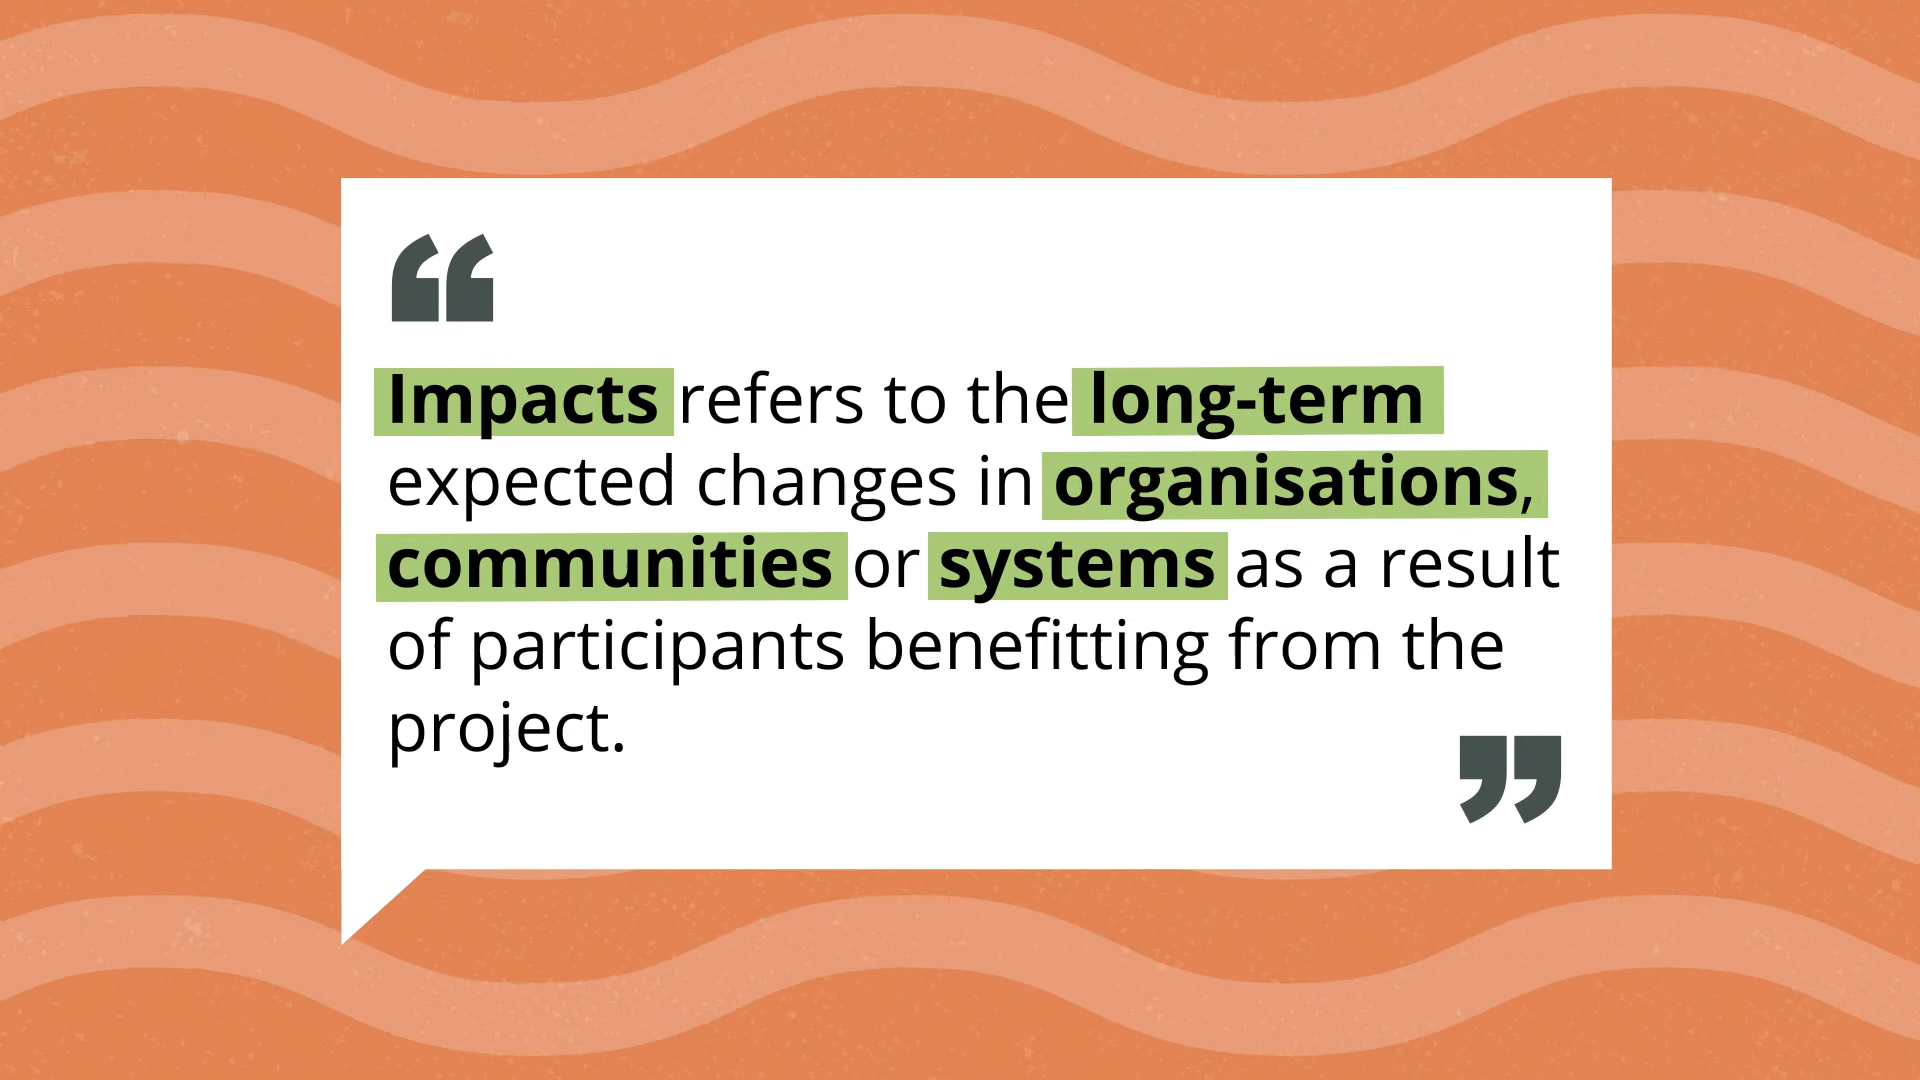 “
Impacts refers to the long-term
expected changes in organisations,
communities or systems as a result
of participants benefitting from the
project.
”